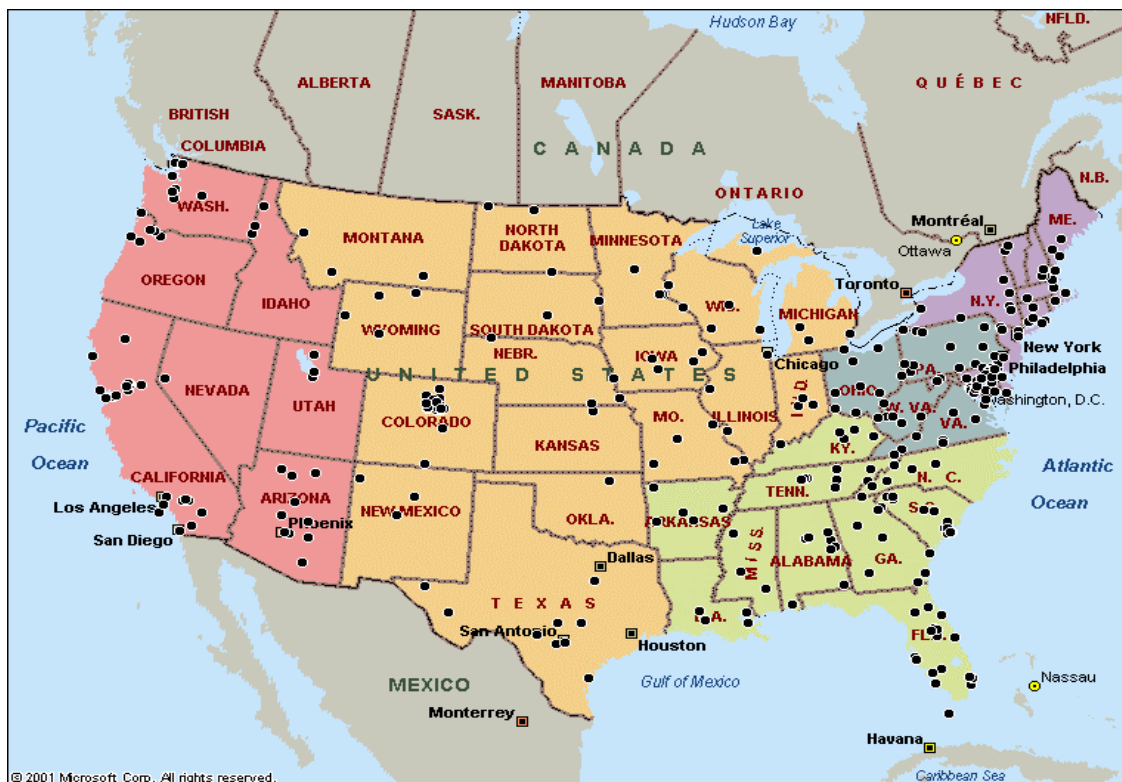 Hudson Bay
NFLD.
ALBERTA
MANITOBA
QUÉBEC
SASK.
BRITISH
COLUMBIA
CANADA
N.B.
ONTARIO
WASH.
Montréal
ME.
Lake
Superior
NORTH
DAKOTA
MONTANA
MINNESOTA
Ottawa
OREGON
Toronto
IDAHO
N.Y.
WIS.
MICHIGAN
WYOMING
SOUTH DAKOTA
New York
NEBR.
IOWA
Chicago
PA.
Philadelphia
UNITED STATES
NEVADA
OHIO
IND.
UTAH
Washington, D.C.
W. VA.
COLORADO
MO.
ILLINOIS
VA.
Pacific
Ocean
KANSAS
KY.
Atlantic
Ocean
CALIFORNIA
N. C.
TENN.
ARIZONA
Los Angeles
NEW MEXICO
OKLA.
ARKANSAS
S.C.
Phoenix
San Diego
MISS.
Dallas
ALABAMA
GA.
TEXAS
LA.
San Antonio
Houston
FLA.
MEXICO
Gulf of Mexico
Nassau
Monterrey
Havana
© 2001 Microsoft Corp. All rights reserved.
Caribbean Sea